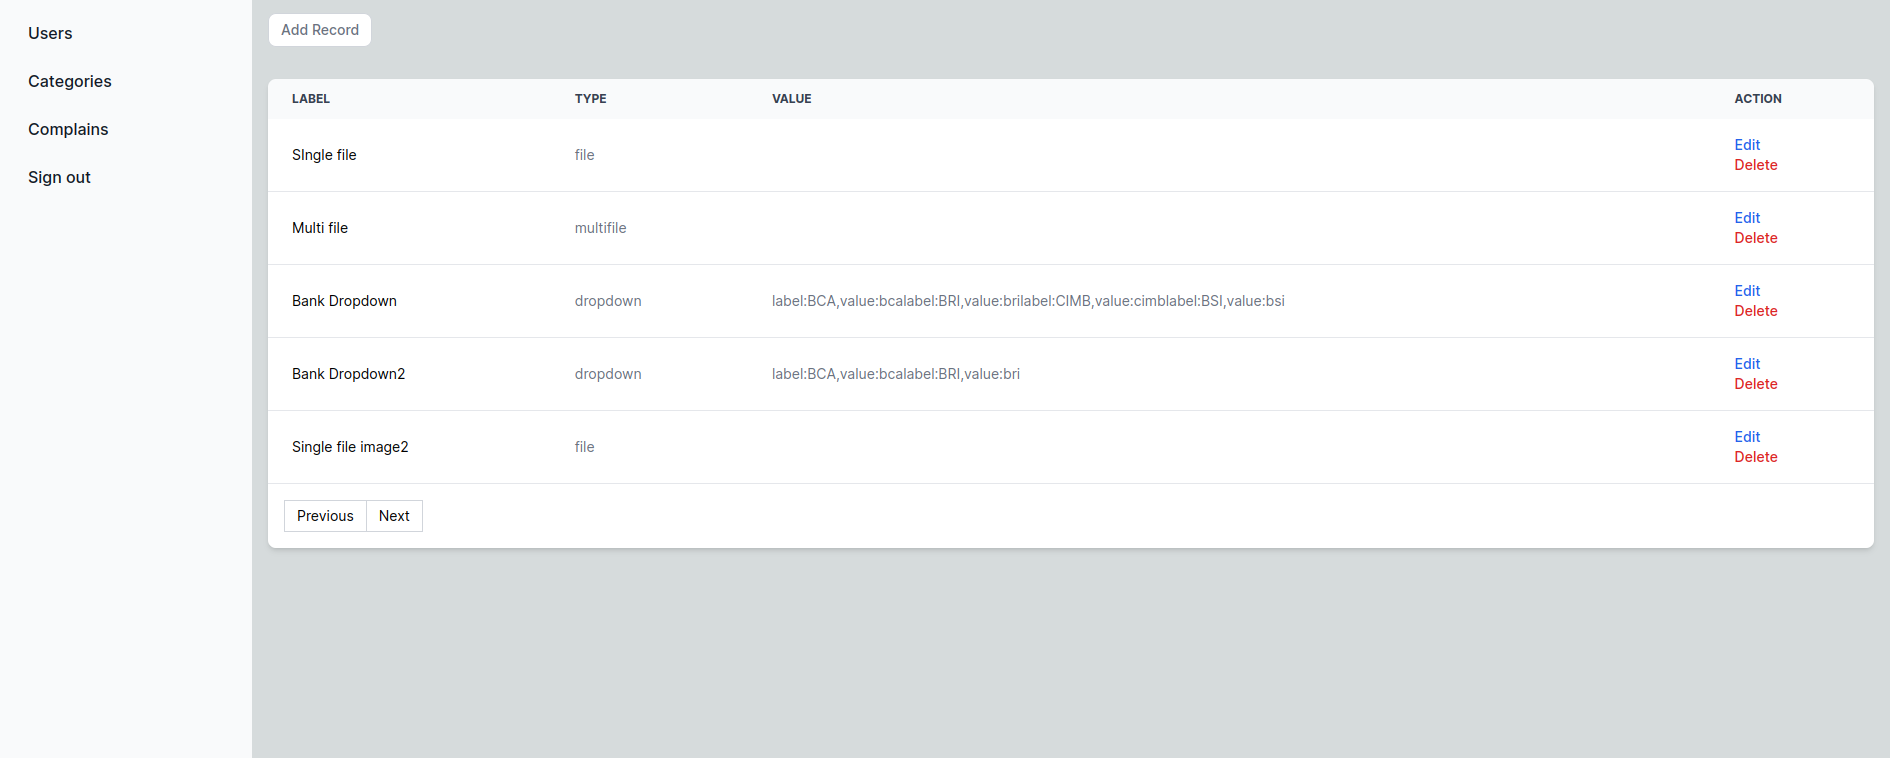 Users
Categories
Complains
Sign out
Add Record
LABEL TYPE VALUE ACTION
SIngle file file Edit
Delete
Multi file multifile Edit
Delete
Bank Dropdown dropdown label:BCA,value:bcalabel:BRI,value:brilabel:CIMB,value:cimblabel:BSI,value:bsi Edit
Delete
Bank Dropdown2 dropdown label:BCA,value:bcalabel:BRI,value:bri Edit
Delete
Single file image2 file Edit
Delete
Previous Next